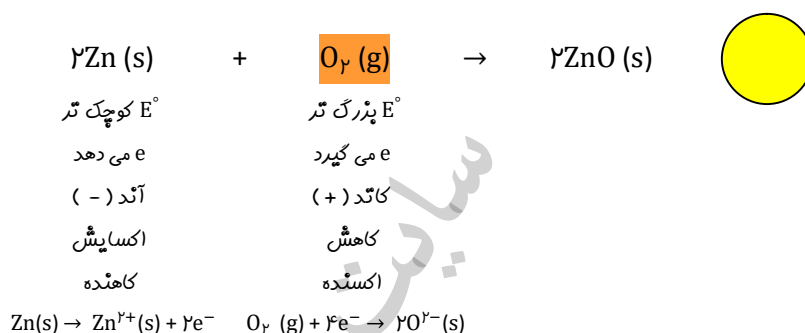 ۲Zn (s) + O₂ (g) → ۲ZnO (s)
E° کوچک تر E° بزرگ تر
e می دهد e می گیرد
آند ( − ) کاتد ( + )
اکسایش کاهش
کاهنده اکسنده
Zn(s) → Zn²⁺(s) + ۲e⁻ O₂ (g) + ۴e⁻ → ۲O²⁻(s)
سایت